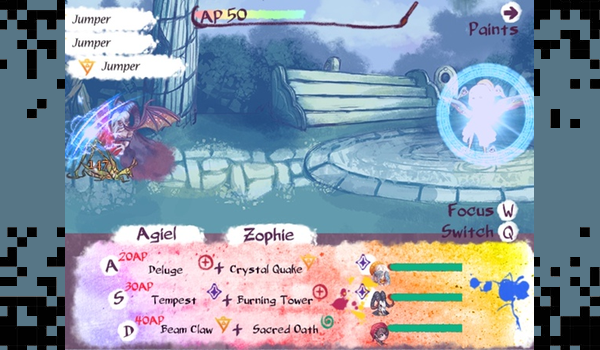 Jumper
Jumper
Jumper
AP 50
Paints
Focus W
Switch Q
Agiel
Zophie
20AP
A Deluge + Crystal Quake
30AP
S Tempest + Burning Tower
40AP
D Beam Claw + Sacred Oath